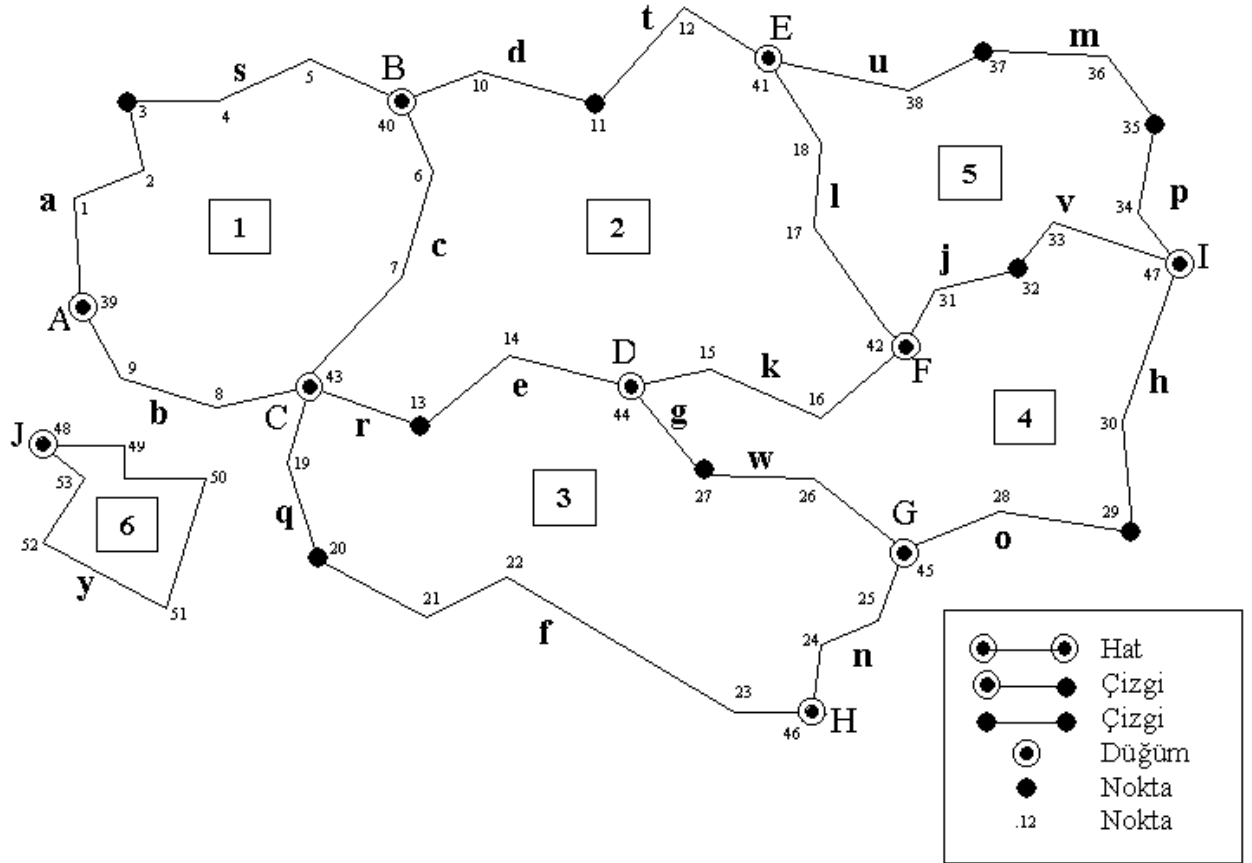 t
12
E
m
s
5
B
d
10
u
37
36
41
3
4
40
11
38
35
18
2
6
5
a
1
1
2
l
34
p
v
c
17
33
j
47
I
7
31
32
A
39
14
D
15
42
F
h
9
43
e
k
b
8
C
13
44
16
4
30
r
g
J
48
49
19
w
53
50
3
27
26
28
29
6
q
G
52
20
o
45
y
51
22
21
25
f
24
n
23
46
H
Hat
Çizgi
Çizgi
Düğüm
Nokta
.12 Nokta